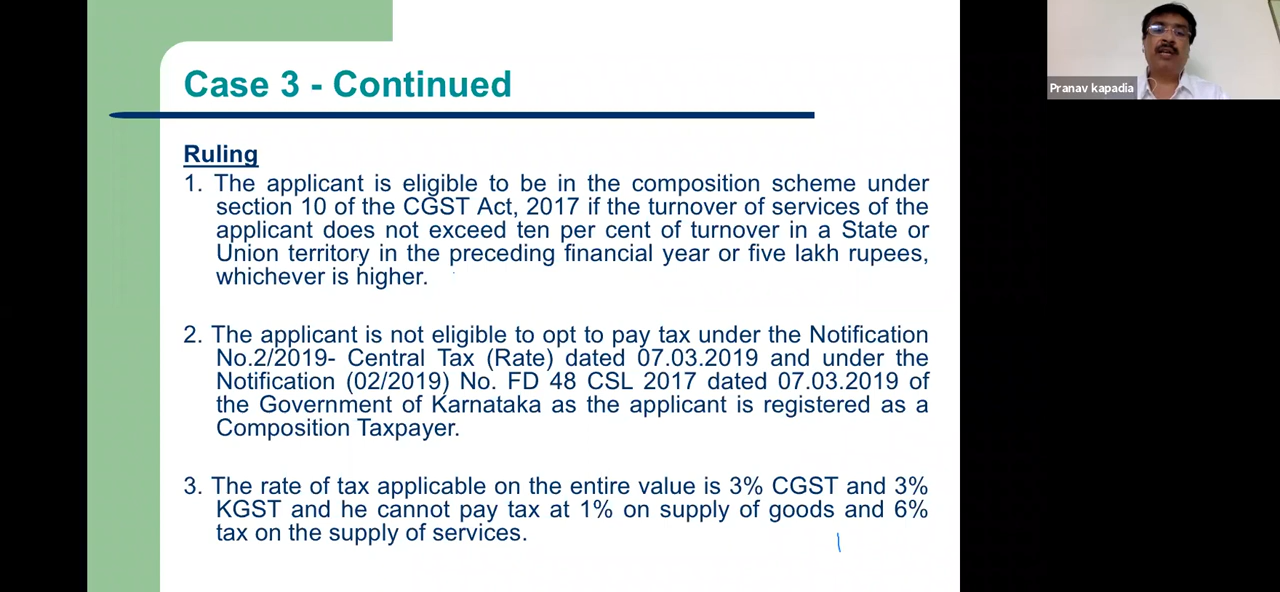 Case 3 - Continued
Pranav kapadia
Ruling
1. The applicant is eligible to be in the composition scheme under
section 10 of the CGST Act, 2017 if the turnover of services of the
applicant does not exceed ten per cent of turnover in a State or
Union territory in the preceding financial year or five lakh rupees,
whichever is higher.
2. The applicant is not eligible to opt to pay tax under the Notification
No.2/2019- Central Tax (Rate) dated 07.03.2019 and under the
Notification (02/2019) No. FD 48 CSL 2017 dated 07.03.2019 of
the Government of Karnataka as the applicant is registered as a
Composition Taxpayer.
3. The rate of tax applicable on the entire value is 3% CGST and 3%
KGST and he cannot pay tax at 1% on supply of goods and 6%
tax on the supply of services.